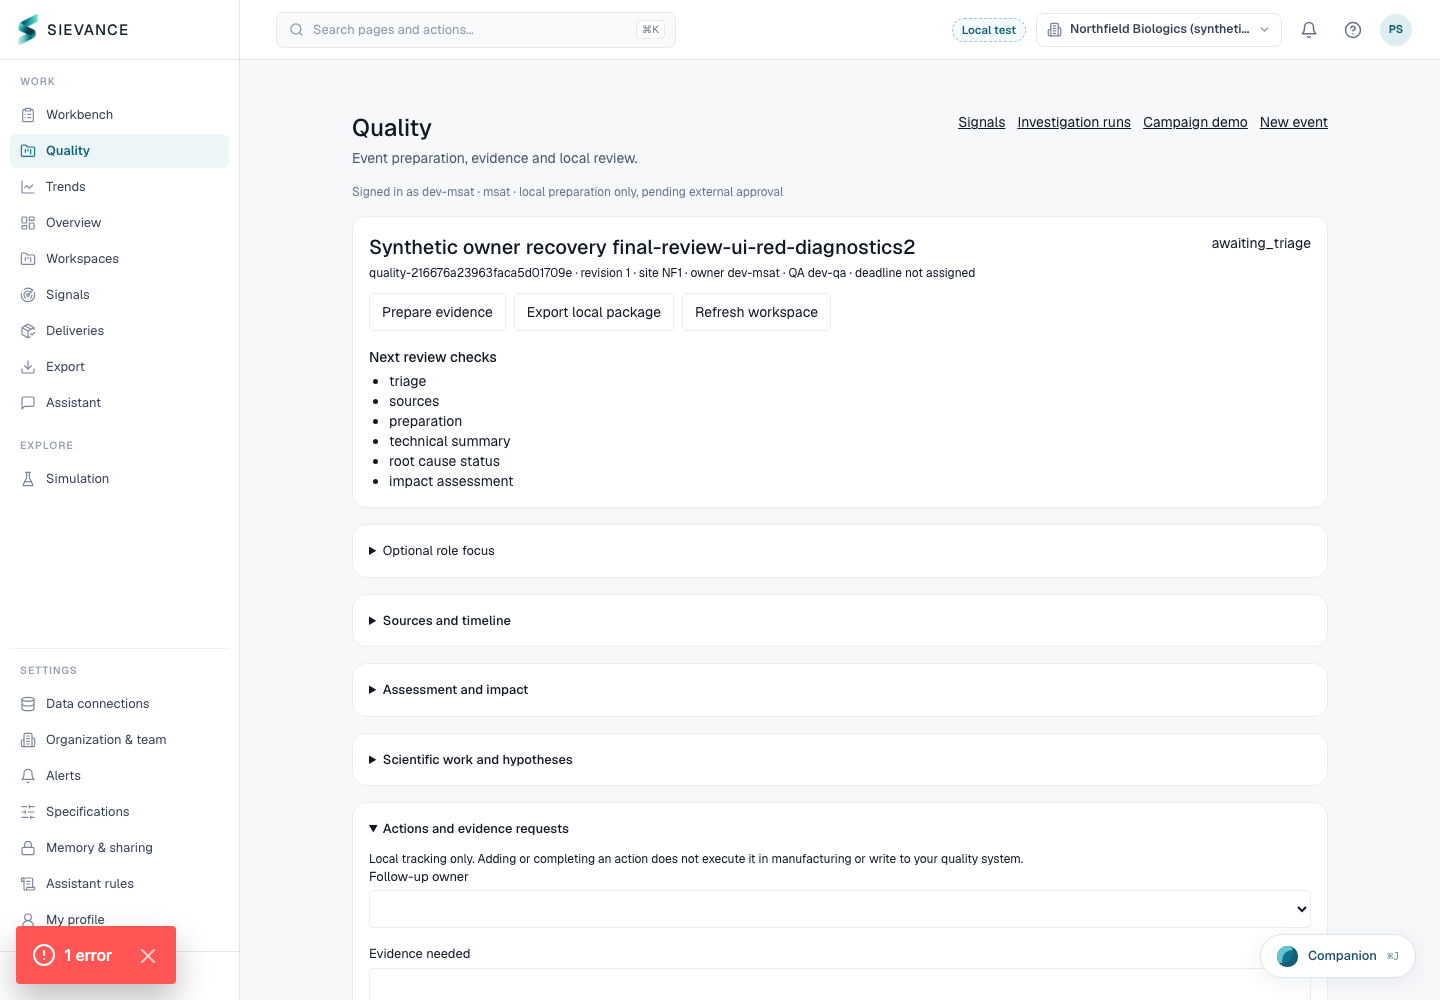 SIEVANCE
Search pages and actions...
⌘K
Local test
Northfield Biologics (syntheti...
PS
WORK
Workbench
Quality
Trends
Overview
Workspaces
Signals
Deliveries
Export
Assistant
EXPLORE
Simulation
SETTINGS
Data connections
Organization & team
Alerts
Specifications
Memory & sharing
Assistant rules
My profile
1 error
Quality
Signals Investigation runs Campaign demo New event
Event preparation, evidence and local review.
Signed in as dev-msat · msat · local preparation only, pending external approval
Synthetic owner recovery final-review-ui-red-diagnostics2
awaiting_triage
quality-216676a23963faca5d01709e · revision 1 · site NF1 · owner dev-msat · QA dev-qa · deadline not assigned
Prepare evidence Export local package Refresh workspace
Next review checks
• triage
• sources
• preparation
• technical summary
• root cause status
• impact assessment
Optional role focus
Sources and timeline
Assessment and impact
Scientific work and hypotheses
Actions and evidence requests
Local tracking only. Adding or completing an action does not execute it in manufacturing or write to your quality system.
Follow-up owner
Evidence needed
Companion ⌘J